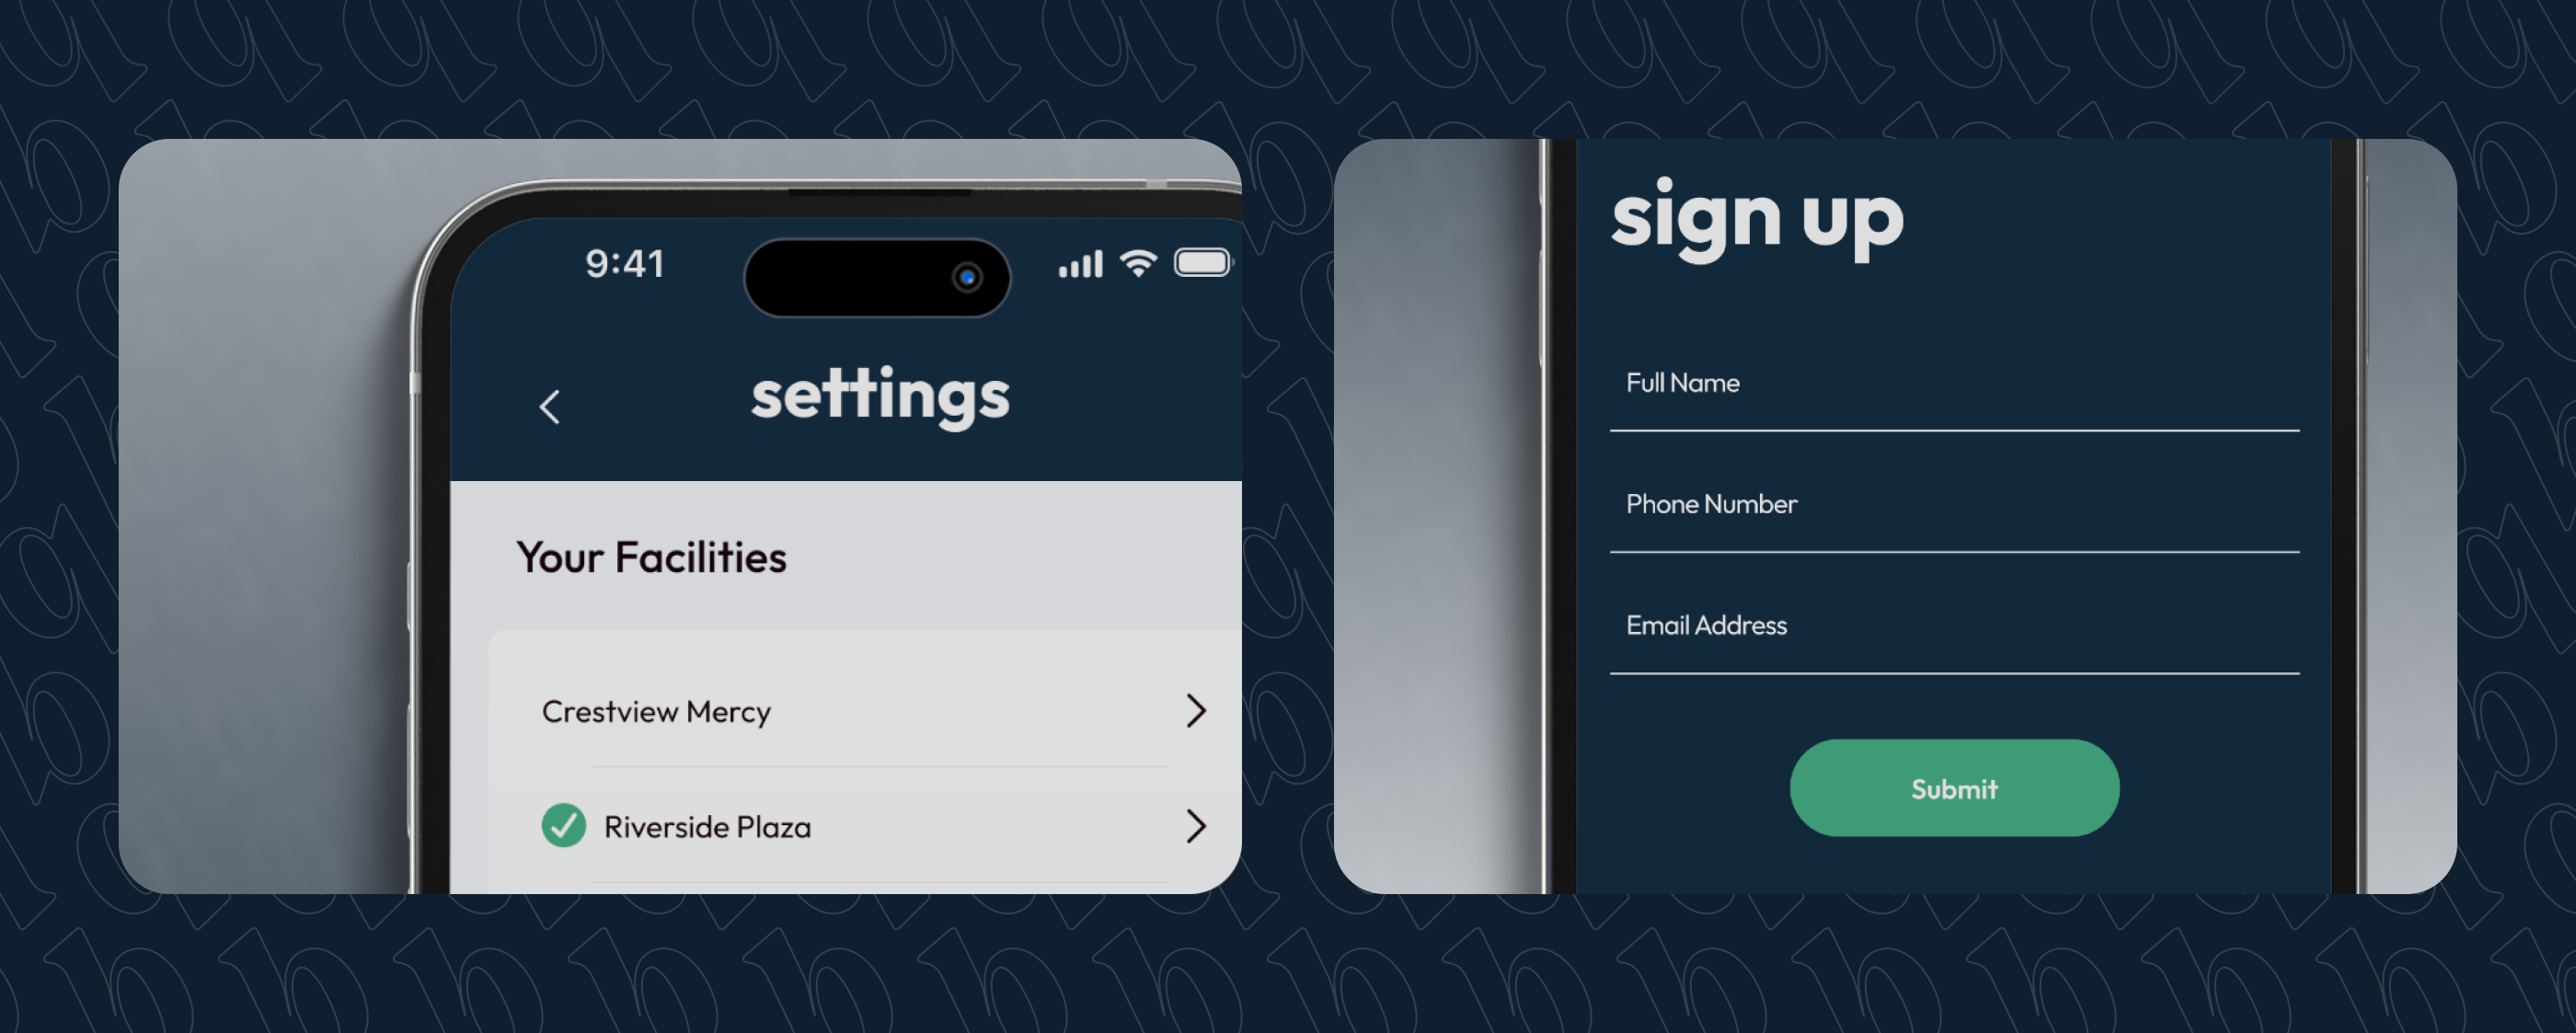 9:41
settings
Your Facilities
Crestview Mercy
Riverside Plaza
sign up
Full Name
Phone Number
Email Address
Submit